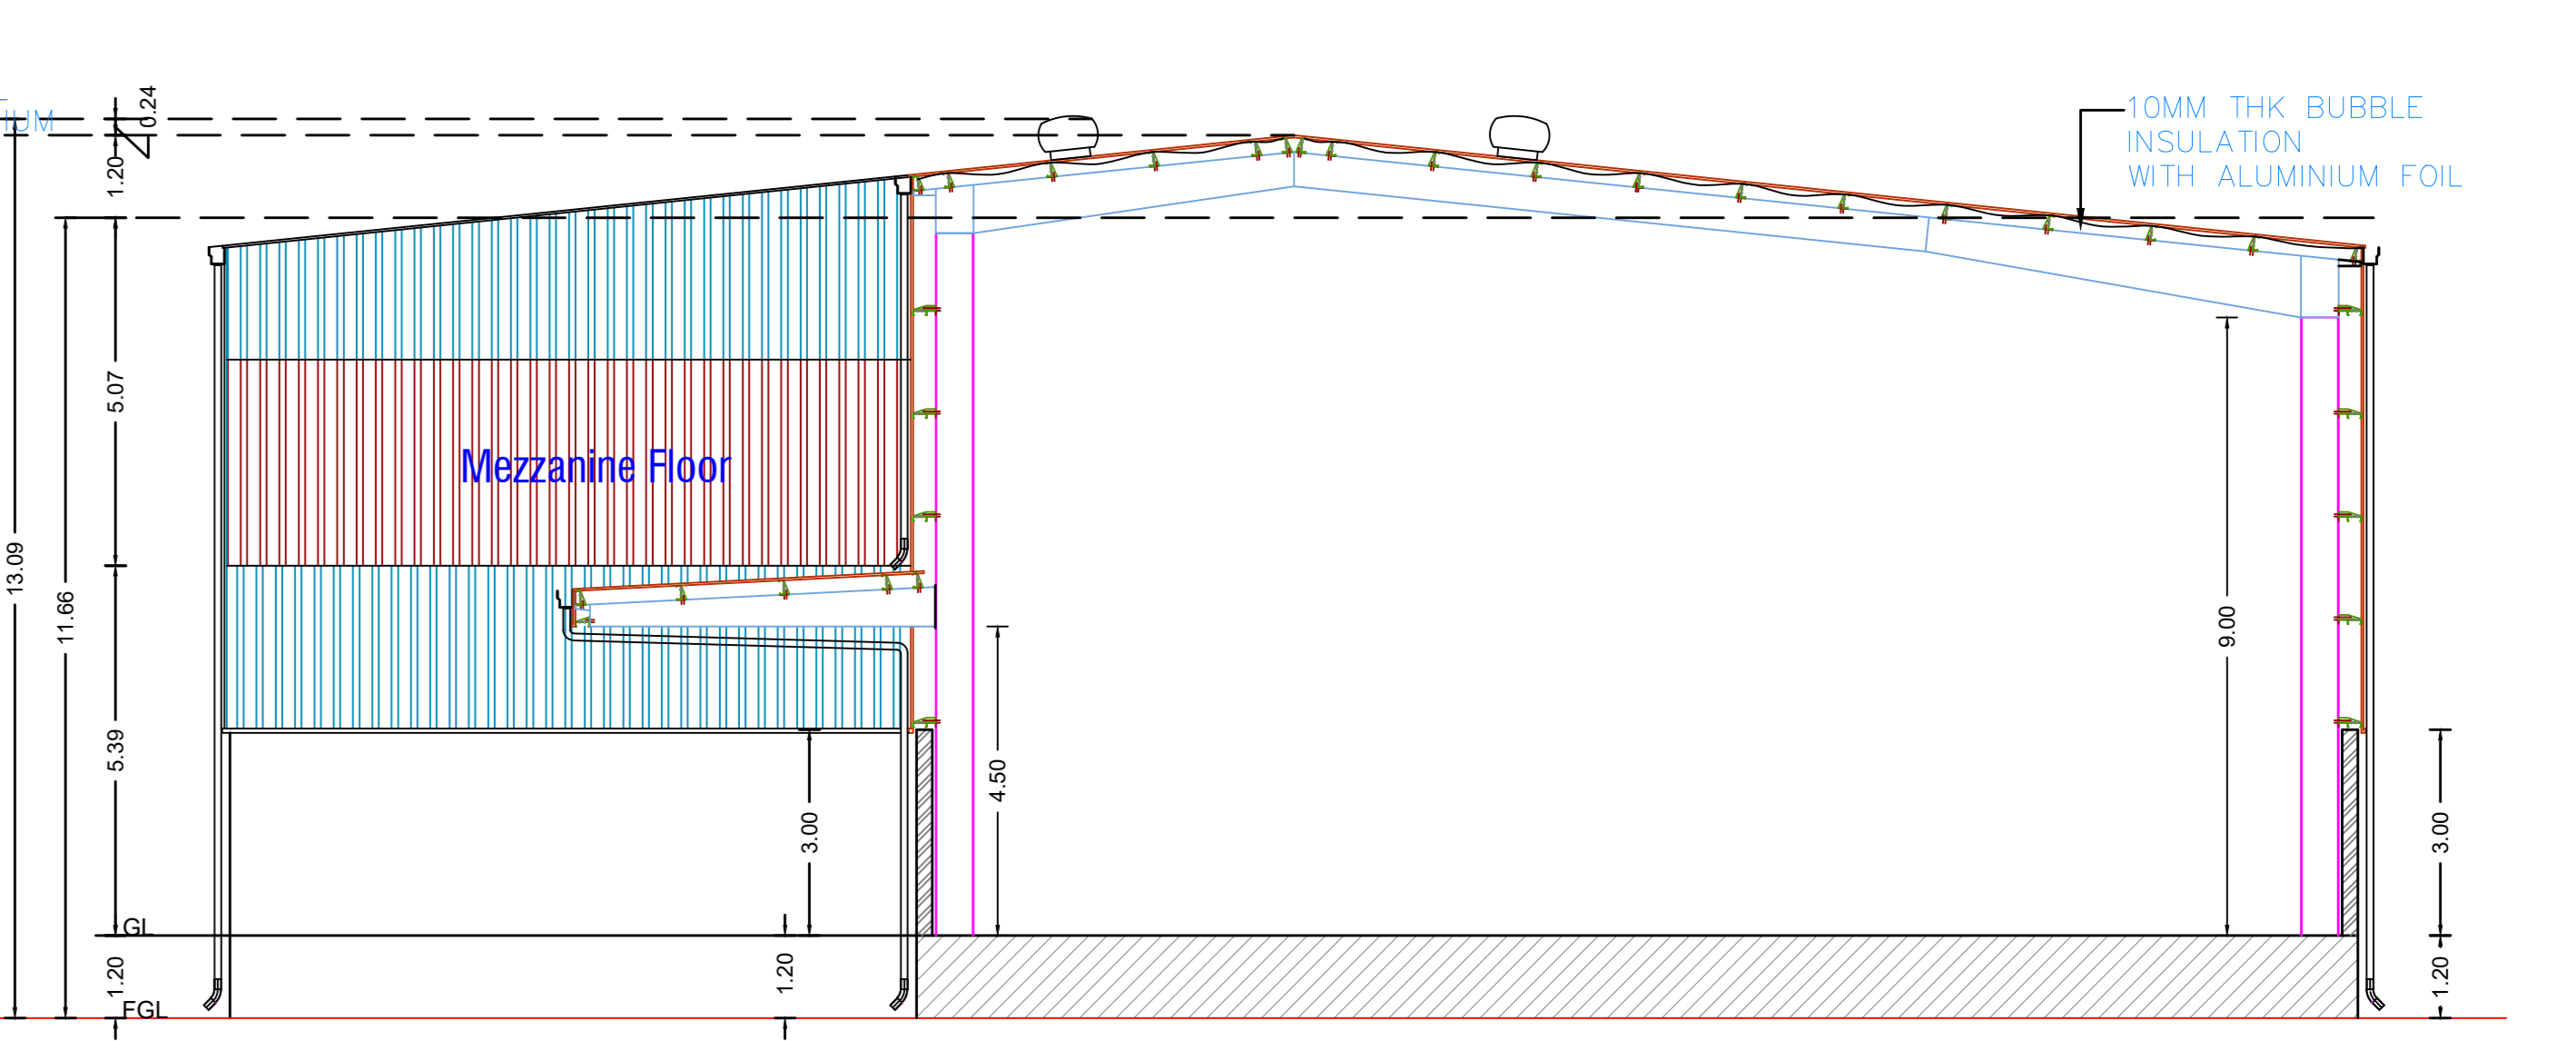 IUM
0.24
1.20
10MM THK BUBBLE
INSULATION
WITH ALUMINIUM FOIL
5.07
Mezzanine Floor
13.09
11.66
9.00
5.39
4.50
3.00
3.00
GL
1.20
1.20
1.20
FGL